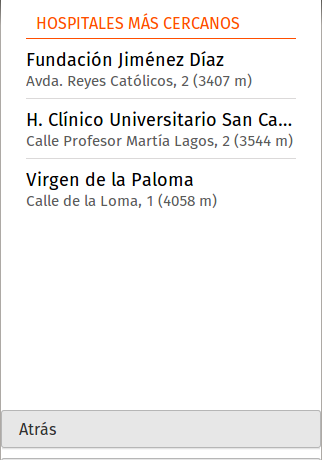 HOSPITALES MÁS CERCANOS
Fundación Jiménez Díaz
Avda. Reyes Católicos, 2 (3407 m)
H. Clínico Universitario San Ca...
Calle Profesor Martía Lagos, 2 (3544 m)
Virgen de la Paloma
Calle de la Loma, 1 (4058 m)
Atrás